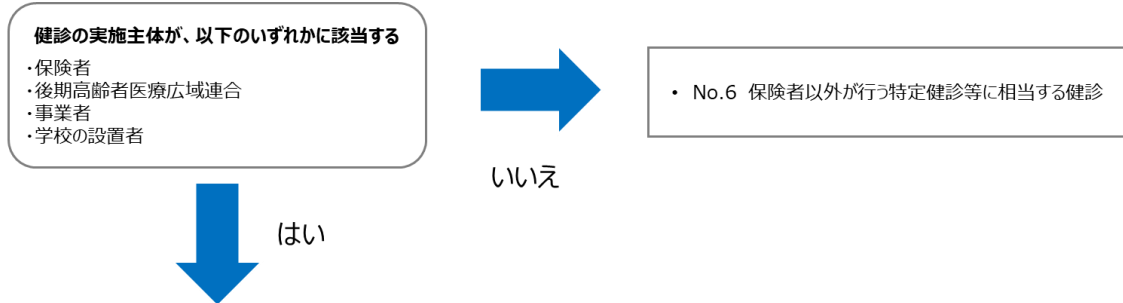 健診の実施主体が、以下のいずれかに該当する
・保険者
・後期高齢者医療広域連合
・事業者
・学校の設置者
• No.6 保険者以外が行う特定健診等に相当する健診
いいえ
はい